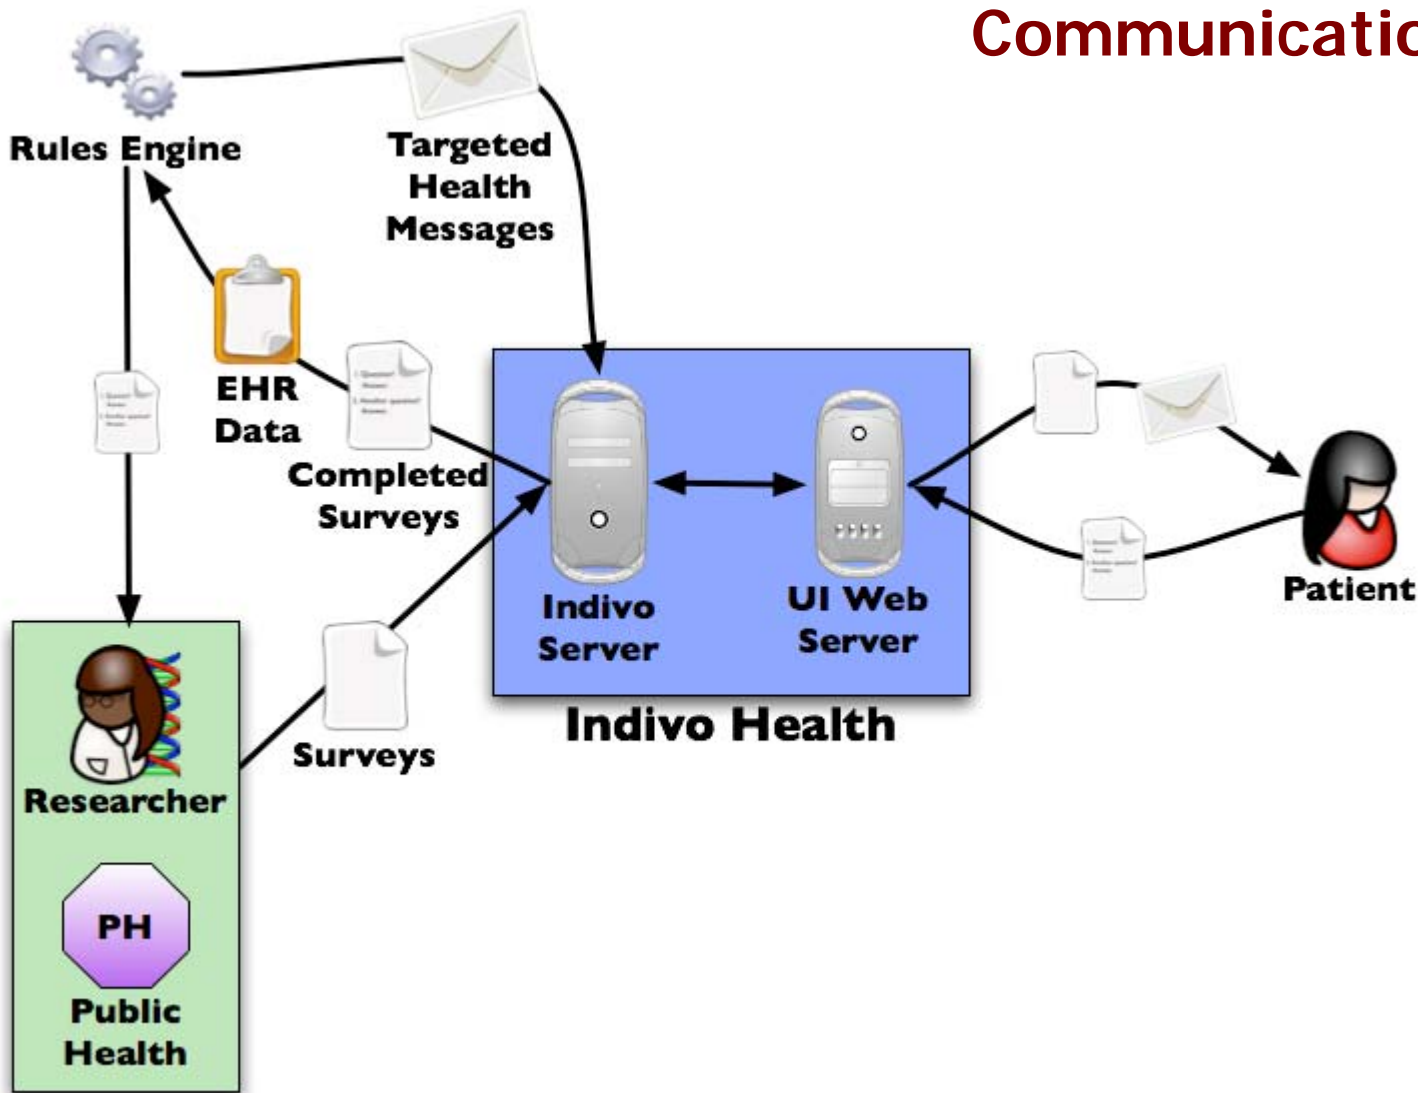 Communicatio
Rules Engine
Targeted
Health
Messages
EHR
Data
Completed
Surveys
Indivo
Server
UI Web
Server
Patient
Indivo Health
Surveys
Researcher
PH
Public
Health